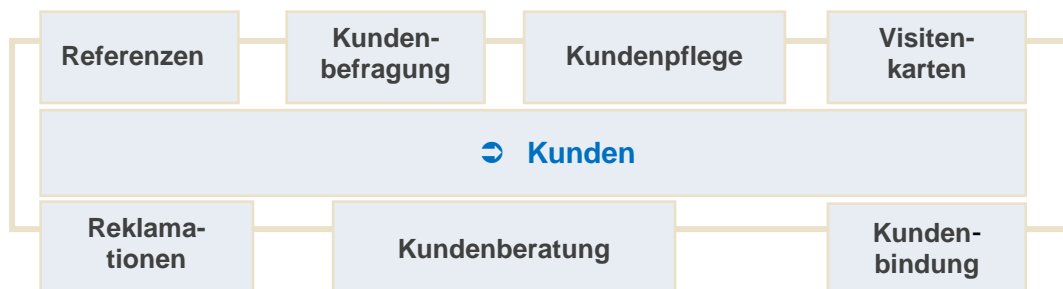 Referenzen
Kunden-
befragung
Kundenpflege
Visiten-
karten
➲ Kunden
Reklama-
tionen
Kundenberatung
Kunden-
bindung